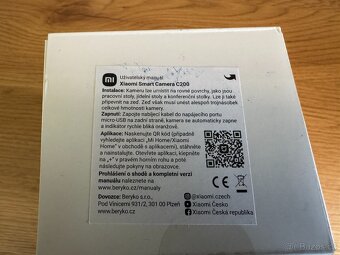 mi
Uživatelský manuál
Xiaomi Smart Camera C200
Instalace: Kameru lze umístit na rovné povrchy, jako jsou
pracovní stoly, jídelní stoly a konferenční stolky. Lze ji také
připevnit na zeď. Zeď však musí unést alespoň trojnásobek
celkové hmotnosti kamery.
Zapnutí: Zapojte nabíjecí kabel do napájecího portu
micro-USB na zadní straně, kamera se automaticky zapne
a indikátor rychle bliká oranžově.
Aplikace: Naskenujte QR kód (případně
vyhledejte aplikaci „Mi Home/Xiaomi
Home" v obchodě s aplikacemi), stáhněte
a nainstalujte. Otevřete aplikaci, klepněte
na „+" v pravém horním rohu a poté
následujte pokyny na obrazovce.
Prohlášení o shodě a kompletní verzi
manuálu naleznete na
www.beryko.cz/manualy
Dovozce: Beryko s.r.o.
Pod Vinicemi 931/2, 301 00 Plzeň
www.beryko.cz
@xiaomi.czech
Xiaomi Česko
Xiaomi Česká republika